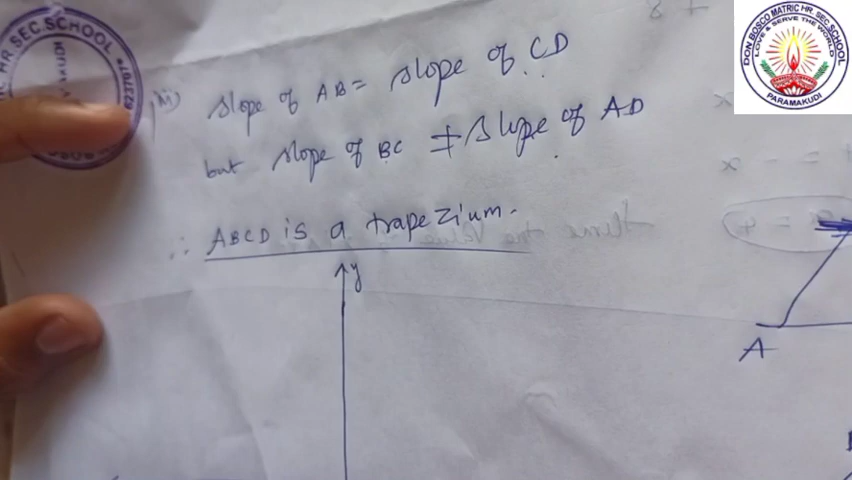 iii) slope of AB = slope of CD
but slope of BC ≠ slope of AD
∴ ABCD is a trapezium.
y
A
DON BOSCO MATRIC HR. SEC. SCHOOL
LOVE & SERVE THE WORLD
PARAMAKUDI
HR SEC. SCHOOL